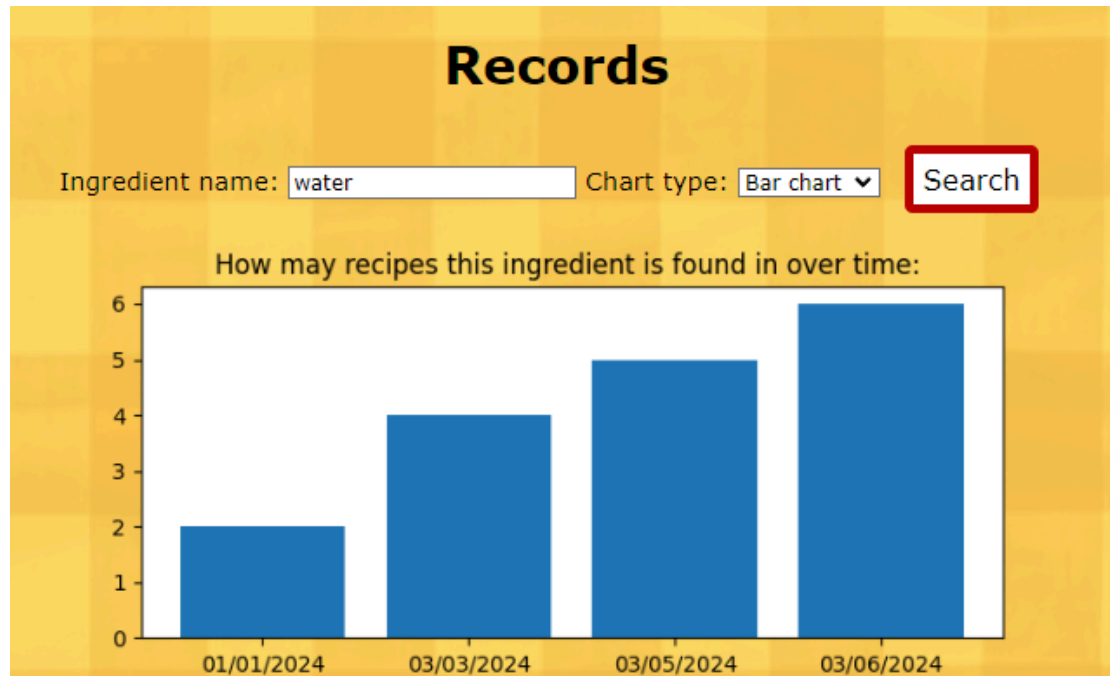 Records
Ingredient name: water Chart type: Bar chart Search
How may recipes this ingredient is found in over time:
6
5
4
3
2
1
0
01/01/2024 03/03/2024 03/05/2024 03/06/2024